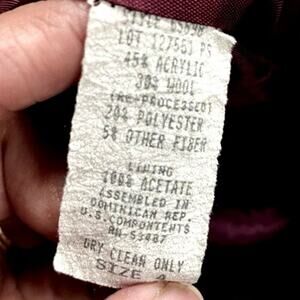 LOT 127561 PS
45% ACRYLIC
30% WOOL
(RE-PROCESSED)
20% POLYESTER
5% OTHER FIBER
LINING
100% ACETATE
ASSEMBLED IN
DOMINICAN REP.
U.S. COMPONENTS
RN-53487
DRY CLEAN ONLY
SIZE 4